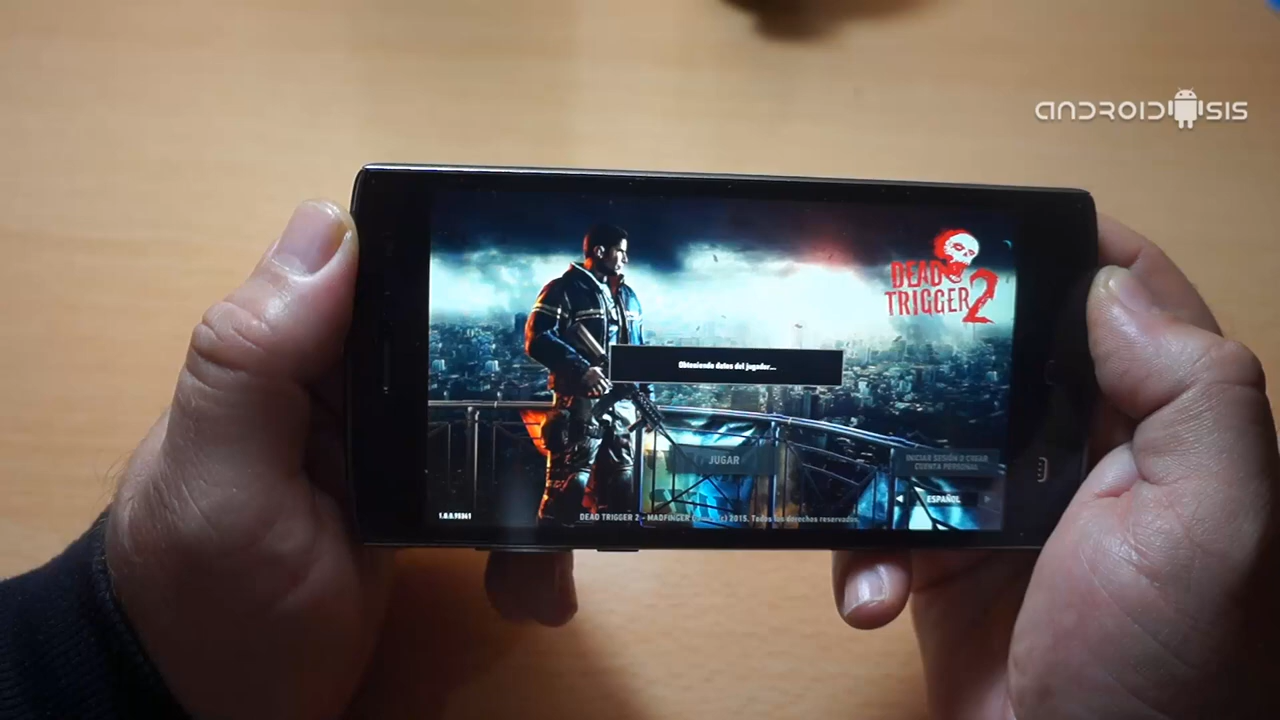 ANDROIDSIS
DEAD
TRIGGER 2
Obteniendo datos del jugador...
JUGAR
INICIAR SESIÓN O CREAR
CUENTA PERSONAL
ESPAÑOL
DEAD TRIGGER 2 - MADFINGER (c) 2015. Todos los derechos reservados.